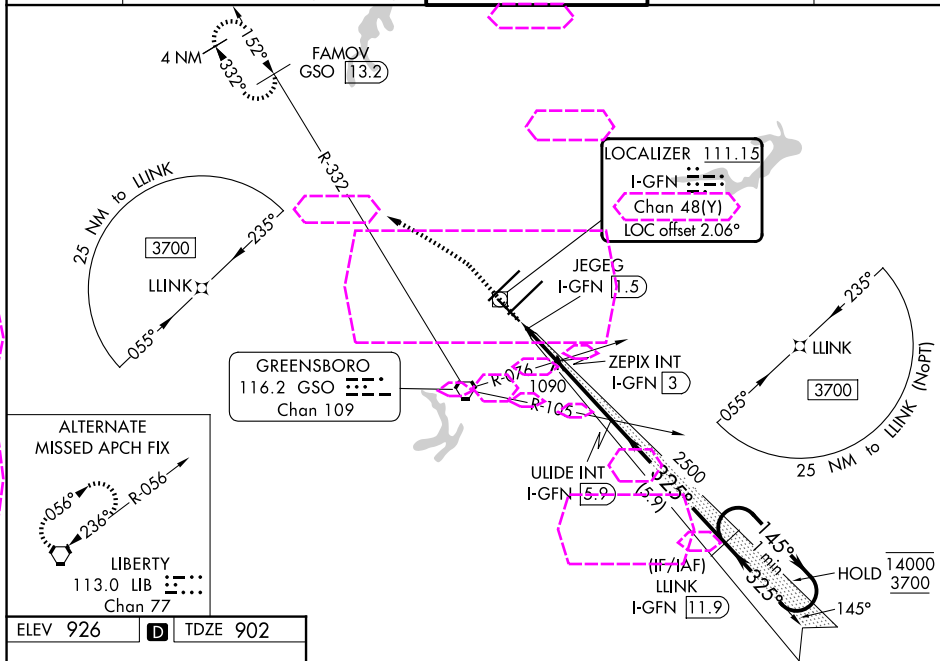 4 NM
152°
332°
FAMOV
GSO 13.2
R-332
LOCALIZER 111.15
I-GFN
Chan 48(Y)
LOC offset 2.06°
25 NM to LLINK
3700
235°
LLINK
055°
JEGEG
I-GFN 1.5
235°
LLINK
3700
055°
25 NM to LLINK (NoPT)
GREENSBORO
116.2 GSO
Chan 109
R-076
1090
R-105
ZEPIX INT
I-GFN 3
ULIDE INT
I-GFN 5.9
2500
325°
(5.9)
ALTERNATE
MISSED APCH FIX
056°
236°
R-056
LIBERTY
113.0 LIB
Chan 77
(IF/IAF)
LLINK
I-GFN 11.9
145°
1 min
325°
HOLD 14000
3700
145°
ELEV 926 D TDZE 902